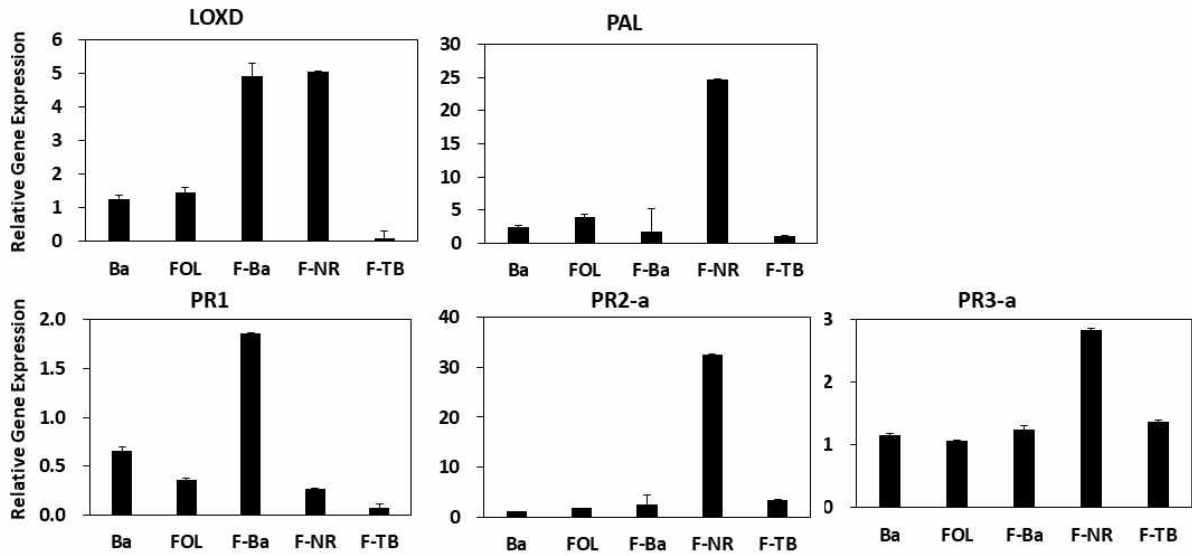 LOXD
PAL
Relative Gene Expression
6
5
4
3
2
1
0
30
25
20
15
10
5
0
Ba FOL F-Ba F-NR F-TB
Ba FOL F-Ba F-NR F-TB
PR1
PR2-a
PR3-a
Relative Gene Expression
2.0
1.5
1.0
0.5
0.0
40
30
20
10
0
3
2
1
0
Ba FOL F-Ba F-NR F-TB
Ba FOL F-Ba F-NR F-TB
Ba FOL F-Ba F-NR F-TB